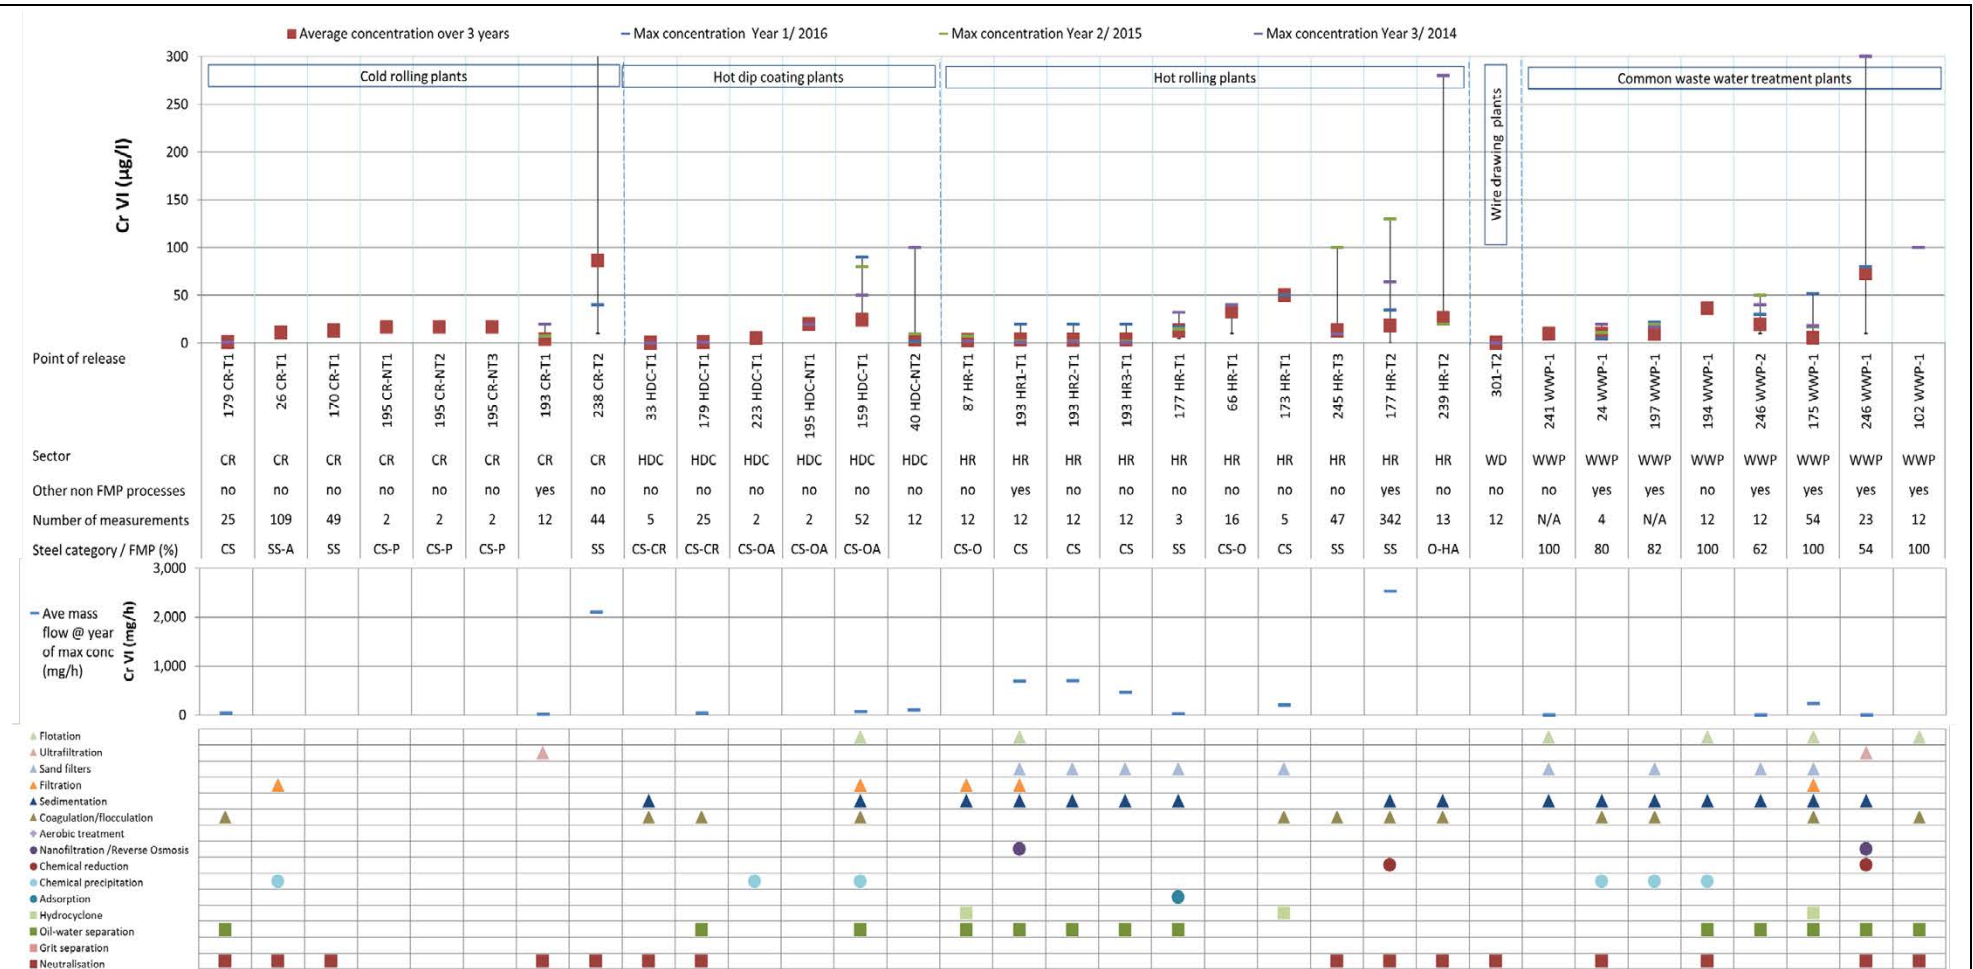 Average concentration over 3 years Max concentration Year 1/ 2016 Max concentration Year 2/ 2015 Max concentration Year 3/ 2014
Cold rolling plants Hot dip coating plants Hot rolling plants Wire drawing plants Common waste water treatment plants
Cr VI (µg/l)
300
250
200
150
100
50
0
Point of release 179 CR-T1 26 CR-T1 170 CR-T1 195 CR-NT1 195 CR-NT2 195 CR-NT3 193 CR-T1 238 CR-T2 33 HDC-T1 179 HDC-T1 223 HDC-T1 195 HDC-NT1 159 HDC-T1 40 HDC-NT2 87 HR-T1 193 HR1-T1 193 HR2-T1 193 HR3-T1 177 HR-T1 66 HR-T1 173 HR-T1 245 HR-T3 177 HR-T2 239 HR-T2 301-T2 241 WWP-1 24 WWP-1 197 WWP-1 194 WWP-1 246 WWP-2 175 WWP-1 246 WWP-1 102 WWP-1
Sector CR CR CR CR CR CR CR CR HDC HDC HDC HDC HDC HDC HR HR HR HR HR HR HR HR HR HR WD WWP WWP WWP WWP WWP WWP WWP WWP
Other non FMP processes no no no no no no yes no no no no no no no no yes no no no no no no yes no no no yes yes no yes yes yes yes
Number of measurements 25 109 49 2 2 2 12 44 5 25 2 2 52 12 12 12 12 12 3 16 5 47 342 13 12 N/A 4 N/A 12 12 54 23 12
Steel category / FMP (%) CS SS-A SS CS-P CS-P CS-P SS CS-CR CS-CR CS-OA CS-OA CS-OA CS-O CS CS CS SS CS-O CS SS SS O-HA 100 80 82 100 62 100 54 100
Ave mass
flow @ year
of max conc
(mg/h)
Cr VI (mg/h)
3,000
2,000
1,000
0
Flotation
Ultrafiltration
Sand filters
Filtration
Sedimentation
Coagulation/flocculation
Aerobic treatment
Nanofiltration /Reverse Osmosis
Chemical reduction
Chemical precipitation
Adsorption
Hydrocyclone
Oil-water separation
Grit separation
Neutralisation